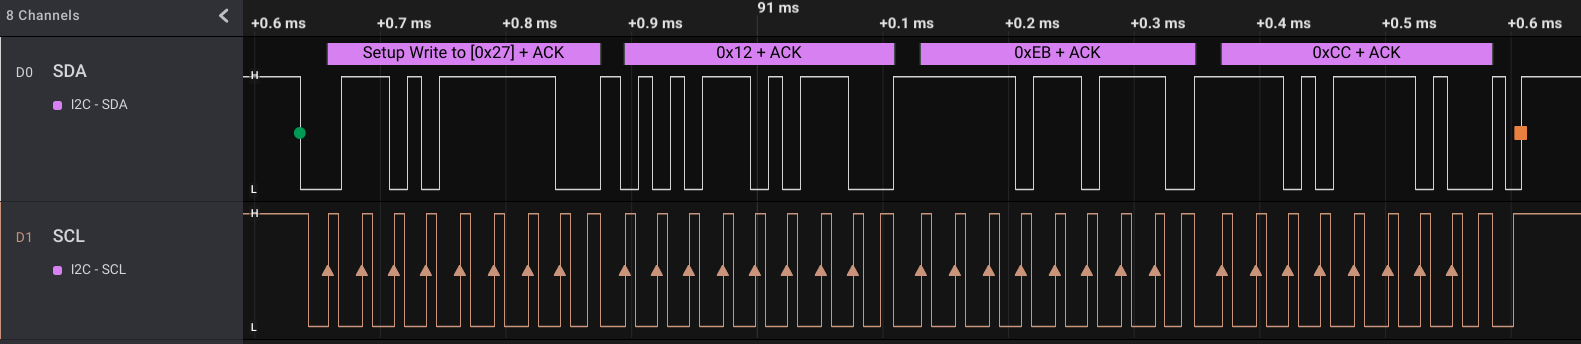 8 Channels
91 ms
+0.6 ms +0.7 ms +0.8 ms +0.9 ms +0.1 ms +0.2 ms +0.3 ms +0.4 ms +0.5 ms +0.6 ms
Setup Write to [0x27] + ACK 0x12 + ACK 0xEB + ACK 0xCC + ACK
D0 SDA H
I2C - SDA
L
H
D1 SCL
I2C - SCL
L